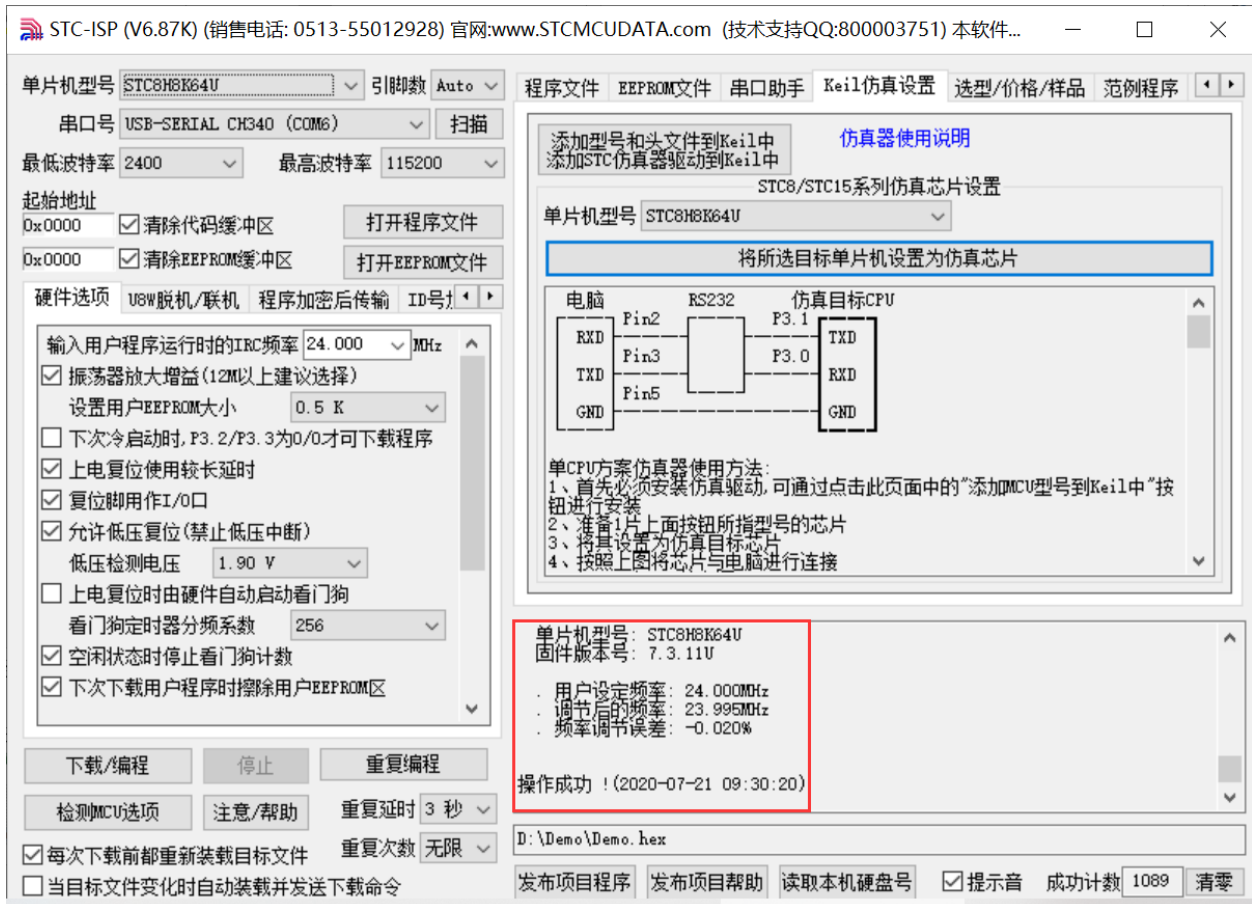 STC-ISP (V6.87K) (销售电话: 0513-55012928) 官网:www.STCMCUDATA.com (技术支持QQ:800003751) 本软件...
单片机型号 STC8H8K64U 引脚数 Auto
串口号 USB-SERIAL CH340 (COM6) 扫描
最低波特率 2400 最高波特率 115200
起始地址
0x0000 清除代码缓冲区 打开程序文件
0x0000 清除EEPROM缓冲区 打开EEPROM文件
硬件选项 U8W脱机/联机 程序加密后传输 ID号
输入用户程序运行时的IRC频率 24.000 MHz
振荡器放大增益(12M以上建议选择)
设置用户EEPROM大小 0.5 K
下次冷启动时,P3.2/P3.3为0/0才可下载程序
上电复位使用较长延时
复位脚用作I/O口
允许低压复位(禁止低压中断)
低压检测电压 1.90 V
上电复位时由硬件自动启动看门狗
看门狗定时器分频系数 256
空闲状态时停止看门狗计数
下次下载用户程序时擦除用户EEPROM区
下载/编程 停止 重复编程
检测MCU选项 注意/帮助 重复延时 3 秒
每次下载前都重新装载目标文件 重复次数 无限
当目标文件变化时自动装载并发送下载命令
程序文件 EEPROM文件 串口助手 Keil仿真设置 选型/价格/样品 范例程序
添加型号和头文件到Keil中
添加STC仿真器驱动到Keil中
仿真器使用说明
STC8/STC15系列仿真芯片设置
单片机型号 STC8H8K64U
将所选目标单片机设置为仿真芯片
电脑 RS232 仿真目标CPU
Pin2 P3.1
RXD TXD
Pin3 P3.0
TXD RXD
Pin5
GND GND
单CPU方案仿真器使用方法:
1、首先必须安装仿真驱动,可通过点击此页面中的"添加MCU型号到Keil中"按
钮进行安装
2、准备1片上面按钮所指型号的芯片
3、将其设置为仿真目标芯片
4、按照上图将芯片与电脑进行连接
单片机型号: STC8H8K64U
固件版本号: 7.3.11U
. 用户设定频率: 24.000MHz
. 调节后的频率: 23.995MHz
. 频率调节误差: -0.020%
操作成功 !(2020-07-21 09:30:20)
D:\Demo\Demo.hex
发布项目程序 发布项目帮助 读取本机硬盘号 提示音 成功计数 1089 清零